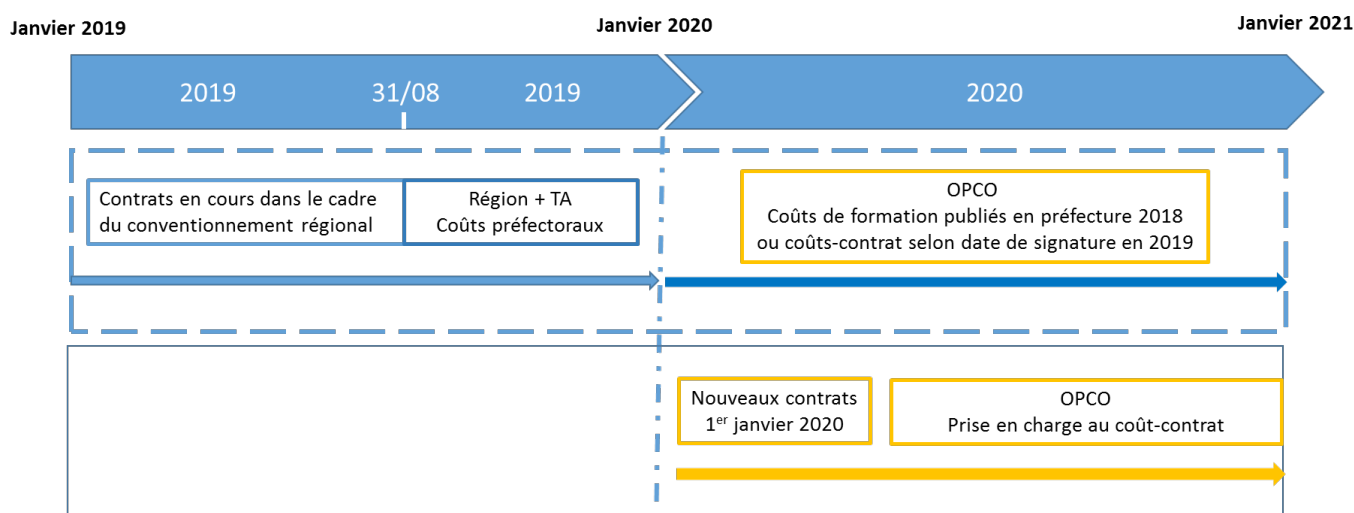 Janvier 2019
Janvier 2020
Janvier 2021
2019
31/08
2019
2020
Contrats en cours dans le cadre
du conventionnement régional
Région + TA
Coûts préfectoraux
OPCO
Coûts de formation publiés en préfecture 2018
ou coûts-contrat selon date de signature en 2019
Nouveaux contrats
1er janvier 2020
OPCO
Prise en charge au coût-contrat